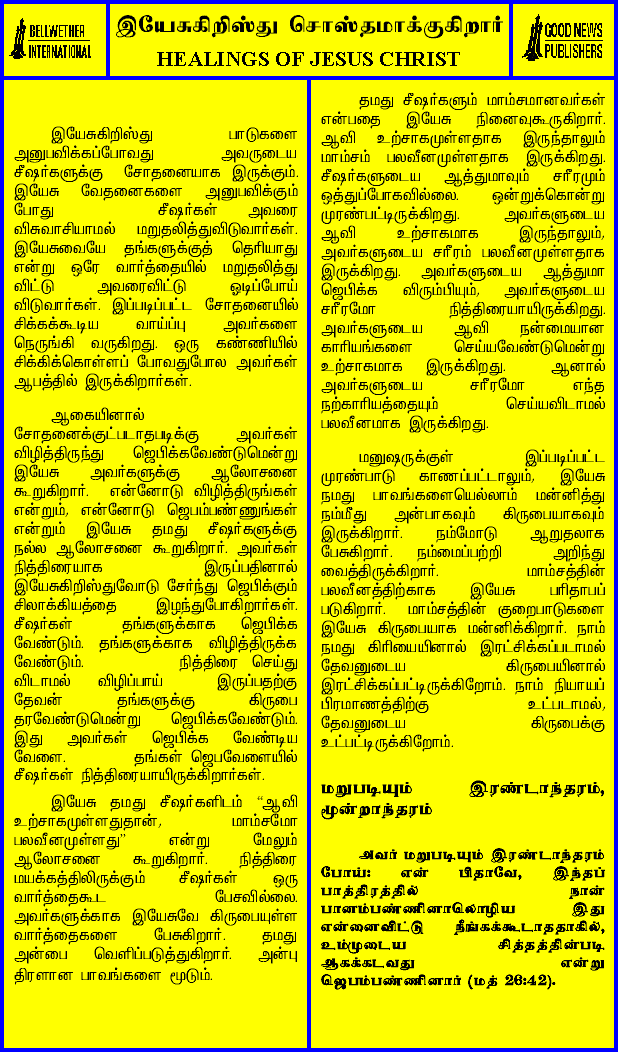 BELLWETHER
INTERNATIONAL
இயேசுகிறிஸ்து சொஸ்தமாக்குகிறார்
HEALINGS OF JESUS CHRIST
GOOD NEWS
PUBLISHERS
இயேசுகிறிஸ்து பாடுகளை
அனுபவிக்கப்போவது அவருடைய
சீஷர்களுக்கு சோதனையாக இருக்கும்.
இயேசு வேதனைகளை அனுபவிக்கும்
போது சீஷர்கள் அவரை
விசுவாசியாமல் மறுதலித்துவிடுவார்கள்.
இயேசுவையே தங்களுக்குத் தெரியாது
என்று ஒரே வார்த்தையில் மறுதலித்து
விட்டு அவரைவிட்டு ஓடிப்போய்
விடுவார்கள். இப்படிப்பட்ட சோதனையில்
சிக்கக்கூடிய வாய்ப்பு அவர்களை
நெருங்கி வருகிறது. ஒரு கண்ணியில்
சிக்கிக்கொள்ளப் போவதுபோல அவர்கள்
ஆபத்தில் இருக்கிறார்கள்.
ஆகையினால்
சோதனைக்குட்படாதபடிக்கு அவர்கள்
விழித்திருந்து ஜெபிக்கவேண்டுமென்று
இயேசு அவர்களுக்கு ஆலோசனை
கூறுகிறார். என்னோடு விழித்திருங்கள்
என்றும், என்னோடு ஜெபம்பண்ணுங்கள்
என்றும் இயேசு தமது சீஷர்களுக்கு
நல்ல ஆலோசனை கூறுகிறார். அவர்கள்
நித்திரையாக இருப்பதினால்
இயேசுகிறிஸ்துவோடு சேர்ந்து ஜெபிக்கும்
சிலாக்கியத்தை இழந்துபோகிறார்கள்.
சீஷர்கள் தங்களுக்காக ஜெபிக்க
வேண்டும். தங்களுக்காக விழித்திருக்க
வேண்டும். நித்திரை செய்து
விடாமல் விழிப்பாய் இருப்பதற்கு
தேவன் தங்களுக்கு கிருபை
தரவேண்டுமென்று ஜெபிக்கவேண்டும்.
இது அவர்கள் ஜெபிக்க வேண்டிய
வேளை. தங்கள் ஜெபவேளையில்
சீஷர்கள் நித்திரையாயிருக்கிறார்கள்.
இயேசு தமது சீஷர்களிடம் “ஆவி
உற்சாகமுள்ளதுதான், மாம்சமோ
பலவீனமுள்ளது” என்று மேலும்
ஆலோசனை கூறுகிறார். நித்திரை
மயக்கத்திலிருக்கும் சீஷர்கள் ஒரு
வார்த்தைகூட பேசவில்லை.
அவர்களுக்காக இயேசுவே கிருபையுள்ள
வார்த்தைகளை பேசுகிறார். தமது
அன்பை வெளிப்படுத்துகிறார். அன்பு
திரளான பாவங்களை மூடும்.
தமது சீஷர்களும் மாம்சமானவர்கள்
என்பதை இயேசு நினைவுகூருகிறார்.
ஆவி உற்சாகமுள்ளதாக இருந்தாலும்
மாம்சம் பலவீனமுள்ளதாக இருக்கிறது.
சீஷர்களுடைய ஆத்துமாவும் சரீரமும்
ஒத்துப்போகவில்லை. ஒன்றுக்கொன்று
முரண்பட்டிருக்கிறது. அவர்களுடைய
ஆவி உற்சாகமாக இருந்தாலும்,
அவர்களுடைய சரீரம் பலவீனமுள்ளதாக
இருக்கிறது. அவர்களுடைய ஆத்துமா
ஜெபிக்க விரும்பியும், அவர்களுடைய
சரீரமோ நித்திரையாயிருக்கிறது.
அவர்களுடைய ஆவி நன்மையான
காரியங்களை செய்யவேண்டுமென்று
உற்சாகமாக இருக்கிறது. ஆனால்
அவர்களுடைய சரீரமோ எந்த
நற்காரியத்தையும் செய்யவிடாமல்
பலவீனமாக இருக்கிறது.
மனுஷருக்குள் இப்படிப்பட்ட
முரண்பாடு காணப்பட்டாலும், இயேசு
நமது பாவங்களையெல்லாம் மன்னித்து
நம்மீது அன்பாகவும் கிருபையாகவும்
இருக்கிறார். நம்மோடு ஆறுதலாக
பேசுகிறார். நம்மைப்பற்றி அறிந்து
வைத்திருக்கிறார். மாம்சத்தின்
பலவீனத்திற்காக இயேசு பரிதாபப்
படுகிறார். மாம்சத்தின் குறைபாடுகளை
இயேசு கிருபையாக மன்னிக்கிறார். நாம்
நமது கிரியையினால் இரட்சிக்கப்படாமல்
தேவனுடைய கிருபையினால்
இரட்சிக்கப்பட்டிருக்கிறோம். நாம் நியாயப்
பிரமாணத்திற்கு உட்படாமல்,
தேவனுடைய கிருபைக்கு
உட்பட்டிருக்கிறோம்.
மறுபடியும் இரண்டாந்தரம்,
மூன்றாந்தரம்
அவர் மறுபடியும் இரண்டாந்தரம்
போய்: என் பிதாவே, இந்தப்
பாத்திரத்தில் நான்
பானம்பண்ணினாலொழிய இது
என்னைவிட்டு நீங்கக்கூடாததாகில்,
உம்முடைய சித்தத்தின்படி
ஆகக்கடவது என்று
ஜெபம்பண்ணினார் (மத் 26:42).